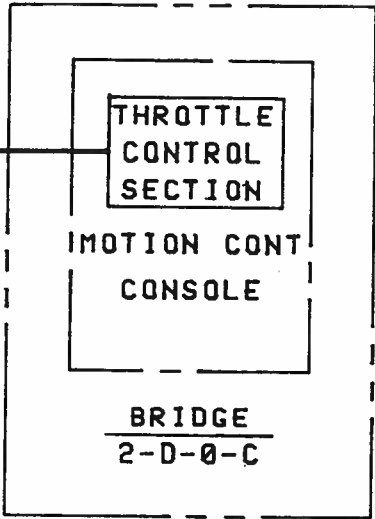 THROTTLE
CONTROL
SECTION
MOTION CONT
CONSOLE
BRIDGE
2-D-0-C